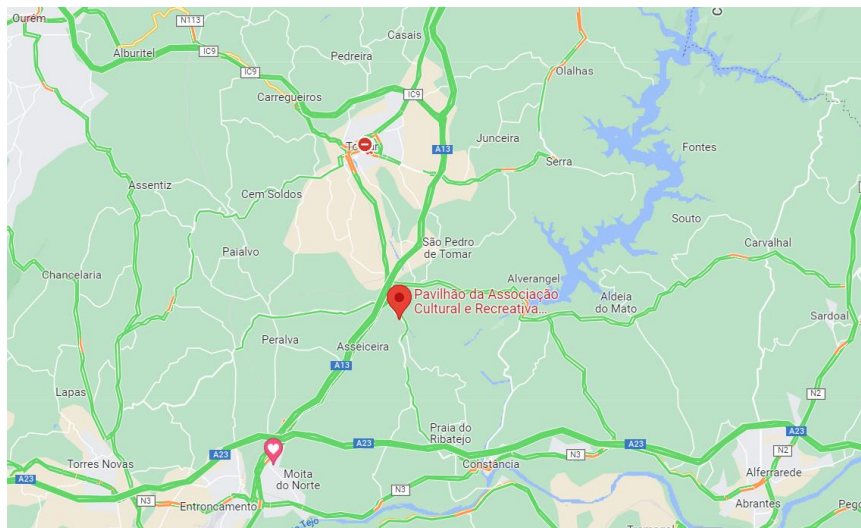 Ourém
N113
Casais
Alburitel
IC9
Pedreira
IC9
Olalhas
Carregueiros
IC9
Junceira
A13
Serra
Fontes
Assentiz
Cem Soldos
Souto
São Pedro
de Tomar
Carvalhal
Paialvo
Chancelaria
Alverangel
Pavilhão da Associação
Cultural e Recreativa...
Aldeia
do Mato
Sardoal
Peralva
Asseiceira
A13
Lapas
N2
Praia do
Ribatejo
A23
A23
A23
A23
A23
N2
Torres Novas
N3
Constância
Moita
do Norte
Alferrarede
N3
N3
Entroncamento
Abrantes
Tejo